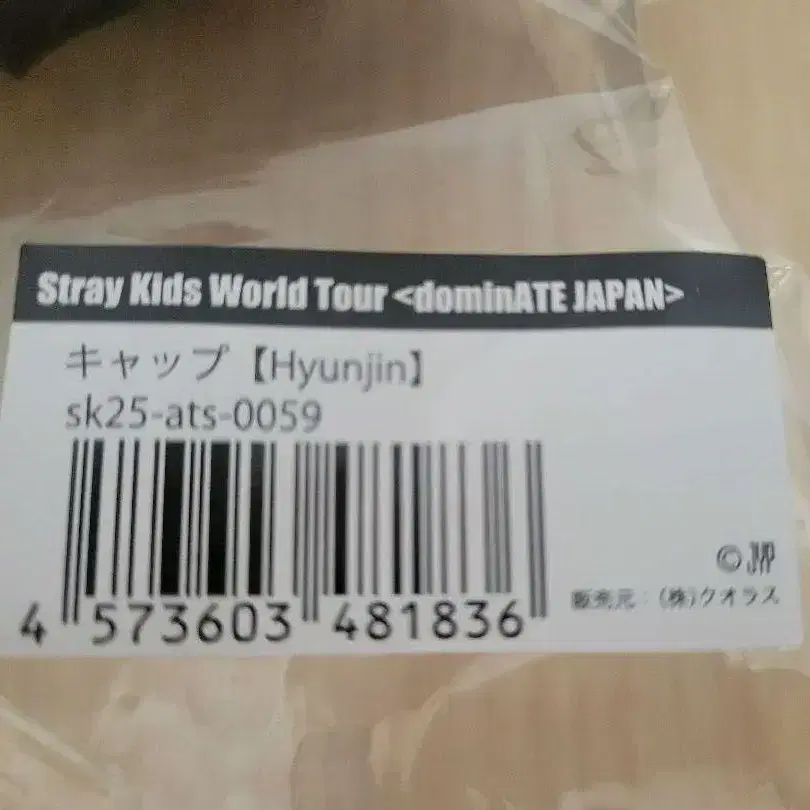 Stray Kids World Tour <dominATE JAPAN>
キャップ【Hyunjin】
sk25-ats-0059
4 573603 481836
© JYP
販売元：(株)クオラス